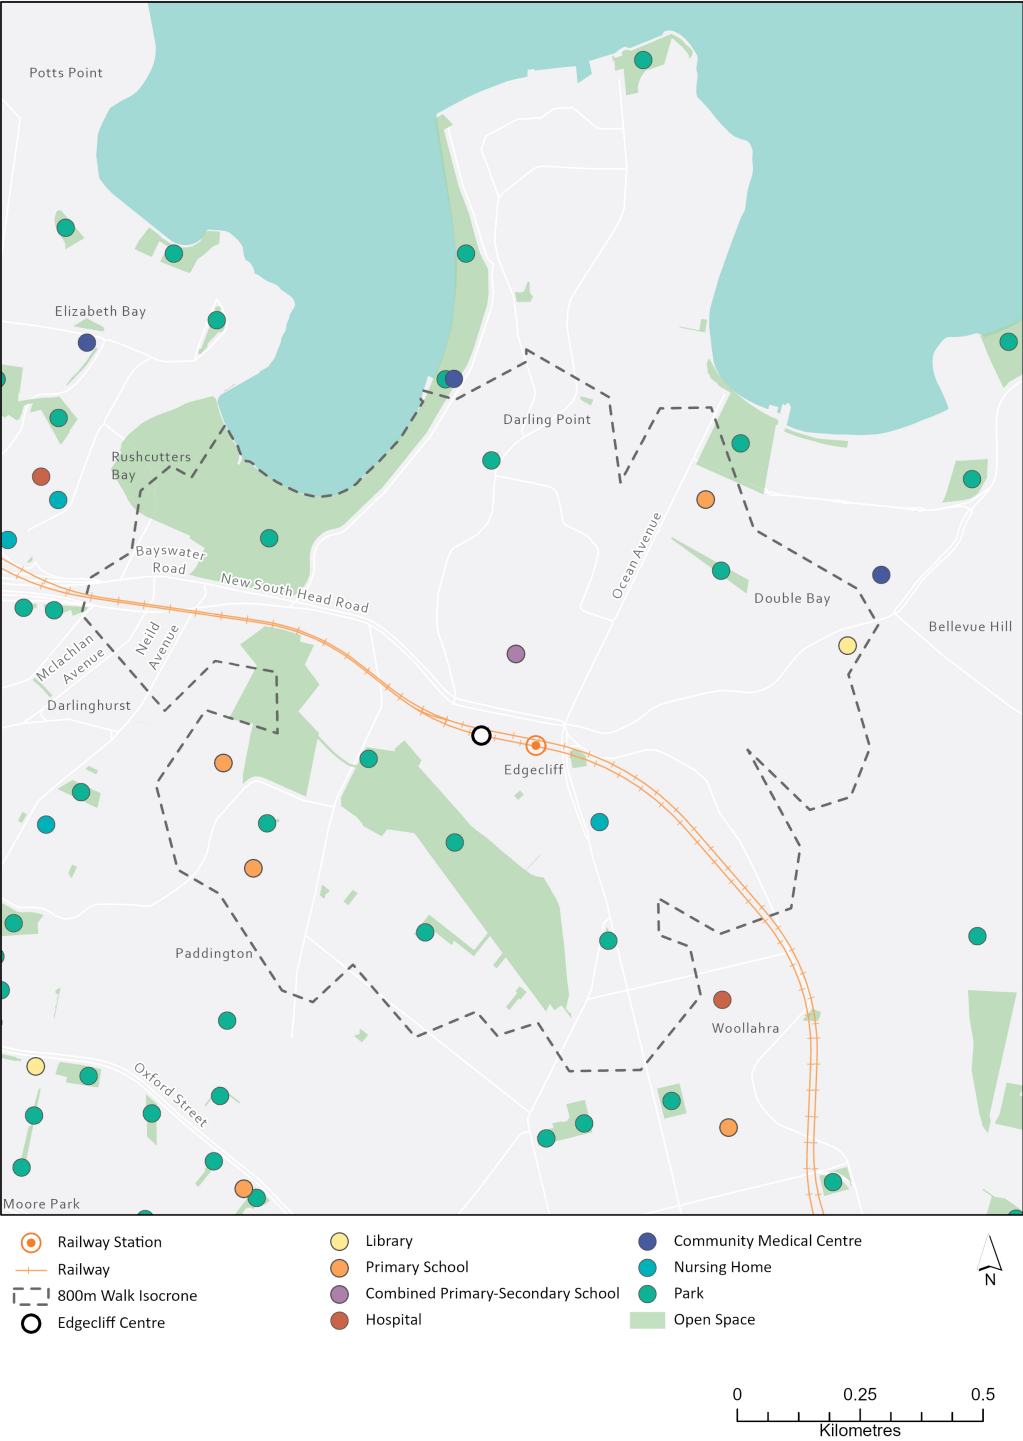 Potts Point
Elizabeth Bay
Darling Point
Rushcutters
Bay
Ocean Avenue
Bayswater
Road
New South Head Road
Double Bay
Bellevue Hill
Neild
Avenue
Mclachlan
Avenue
Darlinghurst
Edgecliff
Paddington
Woollahra
Oxford Street
Moore Park
Railway Station
Railway
800m Walk Isocrone
Edgecliff Centre
Library
Primary School
Combined Primary-Secondary School
Hospital
Community Medical Centre
Nursing Home
Park
Open Space
N
0 0.25 0.5
Kilometres